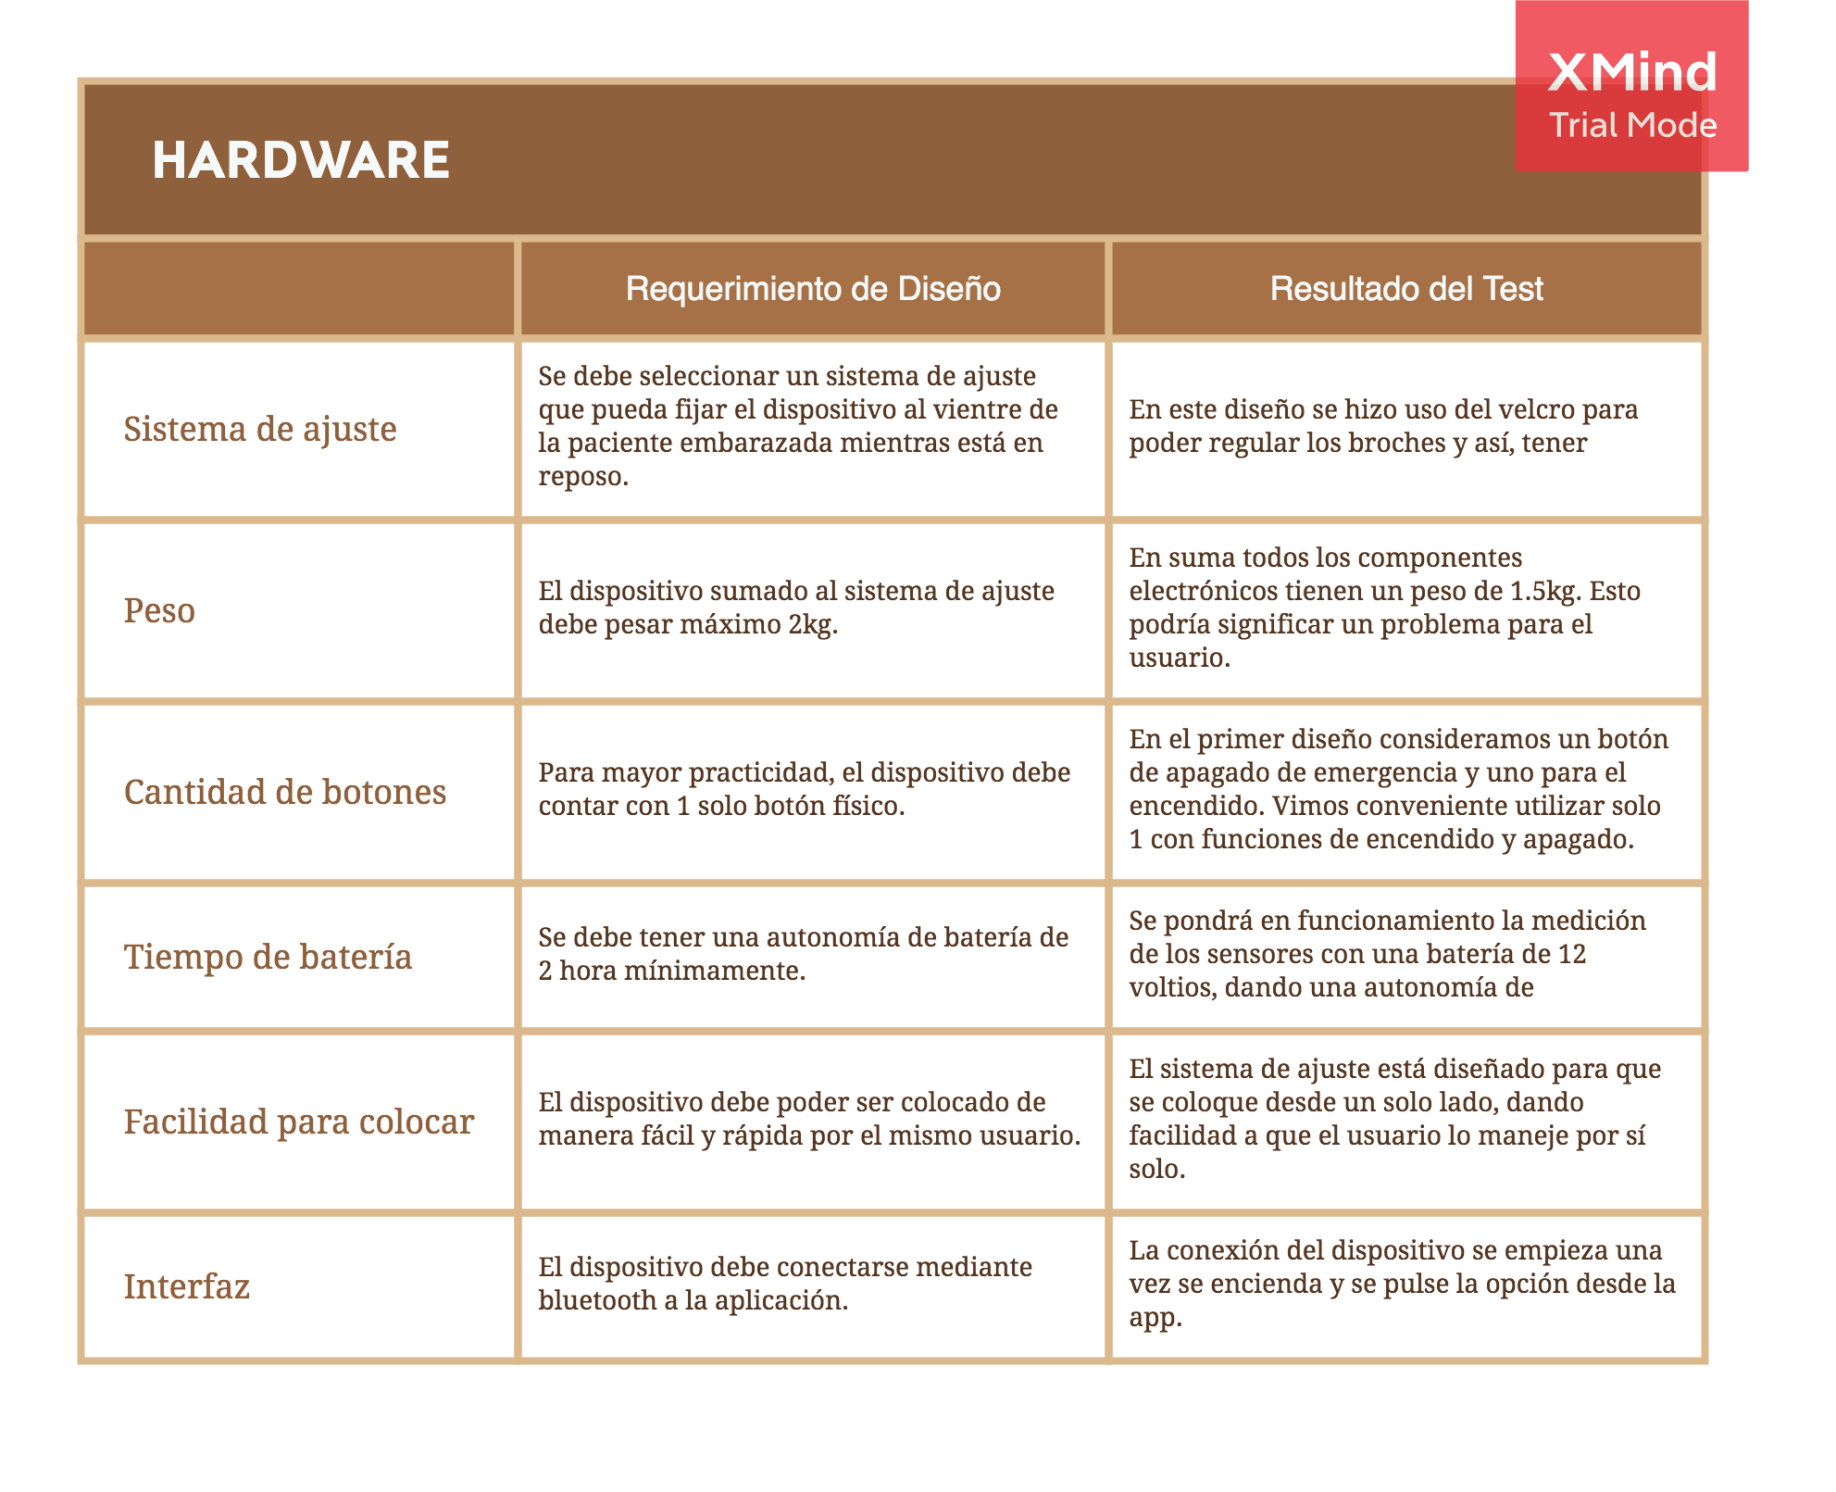 XMind
Trial Mode
HARDWARE
Requerimiento de Diseño
Resultado del Test
Sistema de ajuste
Se debe seleccionar un sistema de ajuste
que pueda fijar el dispositivo al vientre de
la paciente embarazada mientras está en
reposo.
En este diseño se hizo uso del velcro para
poder regular los broches y así, tener
Peso
El dispositivo sumado al sistema de ajuste
debe pesar máximo 2kg.
En suma todos los componentes
electrónicos tienen un peso de 1.5kg. Esto
podría significar un problema para el
usuario.
Cantidad de botones
Para mayor practicidad, el dispositivo debe
contar con 1 solo botón físico.
En el primer diseño consideramos un botón
de apagado de emergencia y uno para el
encendido. Vimos conveniente utilizar solo
1 con funciones de encendido y apagado.
Tiempo de batería
Se debe tener una autonomía de batería de
2 hora mínimamente.
Se pondrá en funcionamiento la medición
de los sensores con una batería de 12
voltios, dando una autonomía de
Facilidad para colocar
El dispositivo debe poder ser colocado de
manera fácil y rápida por el mismo usuario.
El sistema de ajuste está diseñado para que
se coloque desde un solo lado, dando
facilidad a que el usuario lo maneje por sí
solo.
Interfaz
El dispositivo debe conectarse mediante
bluetooth a la aplicación.
La conexión del dispositivo se empieza una
vez se encienda y se pulse la opción desde la
app.